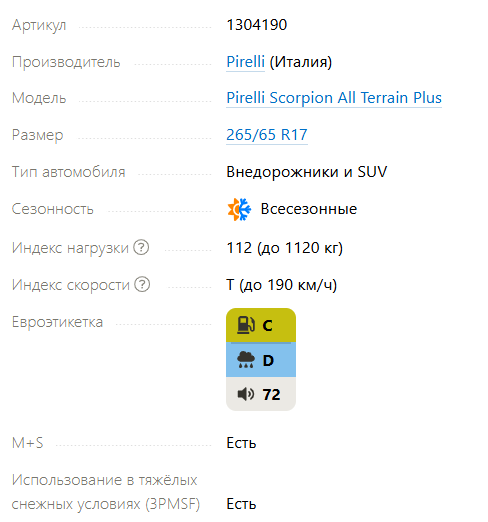 Артикул 1304190
Производитель Pirelli (Италия)
Модель Pirelli Scorpion All Terrain Plus
Размер 265/65 R17
Тип автомобиля Внедорожники и SUV
Сезонность Всесезонные
Индекс нагрузки ? 112 (до 1120 кг)
Индекс скорости ? T (до 190 км/ч)
Евроэтикетка C
D
72
M+S Есть
Использование в тяжёлых
снежных условиях (3PMSF) Есть